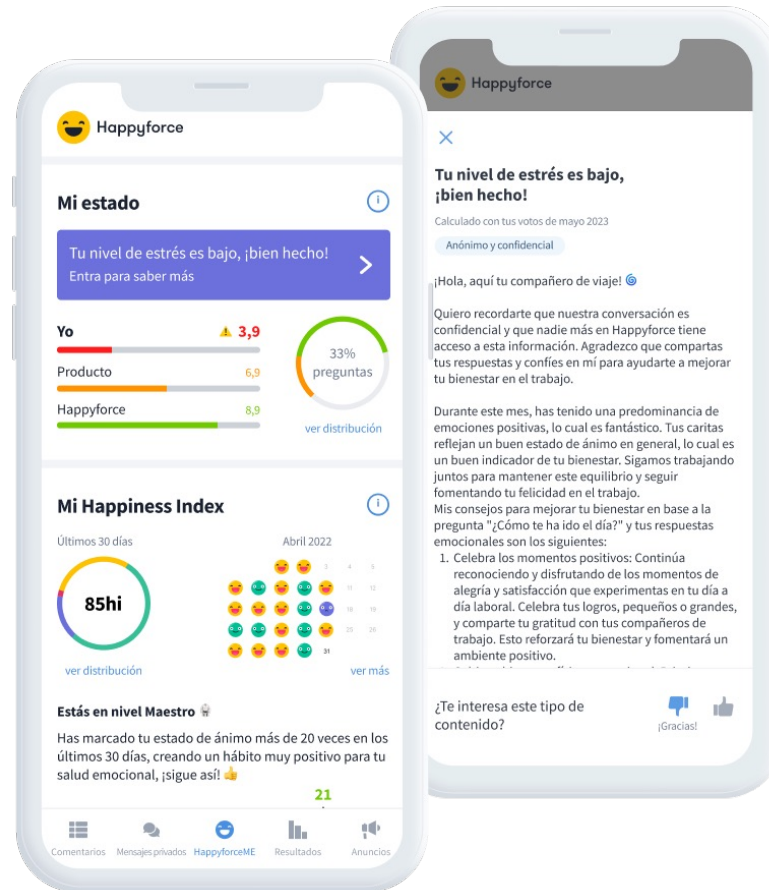 Happyforce
Mi estado
Tu nivel de estrés es bajo, ¡bien hecho!
Entra para saber más
Yo
3,9
Producto
6,9
Happyforce
8,9
33%
preguntas
ver distribución
Mi Happiness Index
Últimos 30 días
85hi
ver distribución
Abril 2022
3 4 5
11 12
18 19
25 26
31
ver más
Estás en nivel Maestro
Has marcado tu estado de ánimo más de 20 veces en los
últimos 30 días, creando un hábito muy positivo para tu
salud emocional, ¡sigue así! 👍
21
Comentarios
Mensajes privados
HappyforceME
Resultados
Anuncios
Happyforce
Tu nivel de estrés es bajo,
¡bien hecho!
Calculado con tus votos de mayo 2023
Anónimo y confidencial
¡Hola, aquí tu compañero de viaje! 🌀
Quiero recordarte que nuestra conversación es
confidencial y que nadie más en Happyforce tiene
acceso a esta información. Agradezco que compartas
tus respuestas y confíes en mí para ayudarte a mejorar
tu bienestar en el trabajo.
Durante este mes, has tenido una predominancia de
emociones positivas, lo cual es fantástico. Tus caritas
reflejan un buen estado de ánimo en general, lo cual es
un buen indicador de tu bienestar. Sigamos trabajando
juntos para mantener este equilibrio y seguir
fomentando tu felicidad en el trabajo.
Mis consejos para mejorar tu bienestar en base a la
pregunta "¿Cómo te ha ido el día?" y tus respuestas
emocionales son los siguientes:
1. Celebra los momentos positivos: Continúa
reconociendo y disfrutando de los momentos de
alegría y satisfacción que experimentas en tu día a
día laboral. Celebra tus logros, pequeños o grandes,
y comparte tu gratitud con tus compañeros de
trabajo. Esto reforzará tu bienestar y fomentará un
ambiente positivo.
¿Te interesa este tipo de
contenido?
¡Gracias!